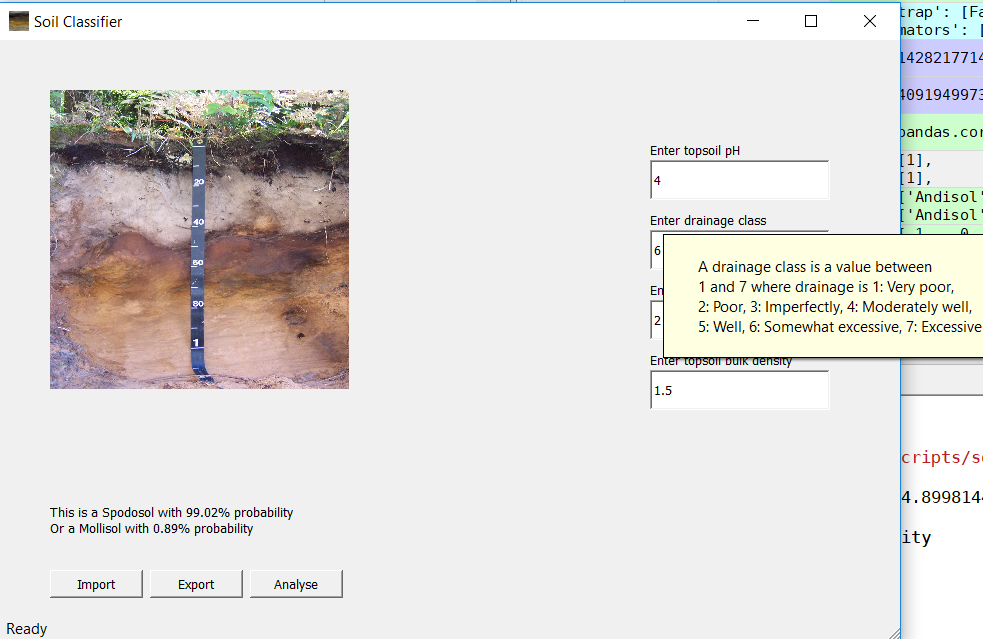 Soil Classifier
trap': [Fa
mators': [
1428217714
4091949973
pandas.cor
[1],
[1],
['Andisol'
['Andisol'
20
40
60
80
1
Enter topsoil pH
4
Enter drainage class
6
A drainage class is a value between
1 and 7 where drainage is 1: Very poor,
2: Poor, 3: Imperfectly, 4: Moderately well,
5: Well, 6: Somewhat excessive, 7: Excessive
En
2
Enter topsoil bulk density
1.5
cripts/s
4.899814
ity
This is a Spodosol with 99.02% probability
Or a Mollisol with 0.89% probability
Import Export Analyse
Ready